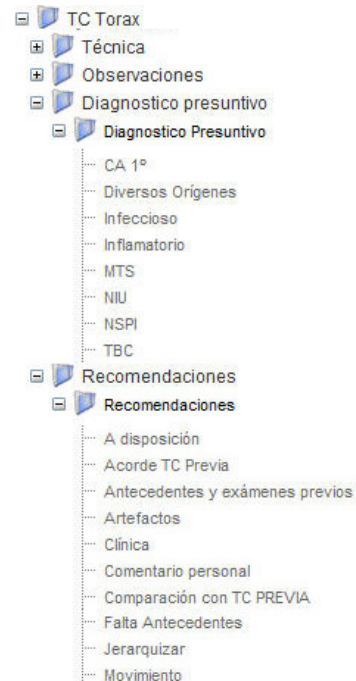 TC Torax
Técnica
Observaciones
Diagnostico presuntivo
Diagnostico Presuntivo
CA 1º
Diversos Orígenes
Infeccioso
Inflamatorio
MTS
NIU
NSPI
TBC
Recomendaciones
Recomendaciones
A disposición
Acorde TC Previa
Antecedentes y exámenes previos
Artefactos
Clínica
Comentario personal
Comparación con TC PREVIA
Falta Antecedentes
Jerarquizar
Movimiento